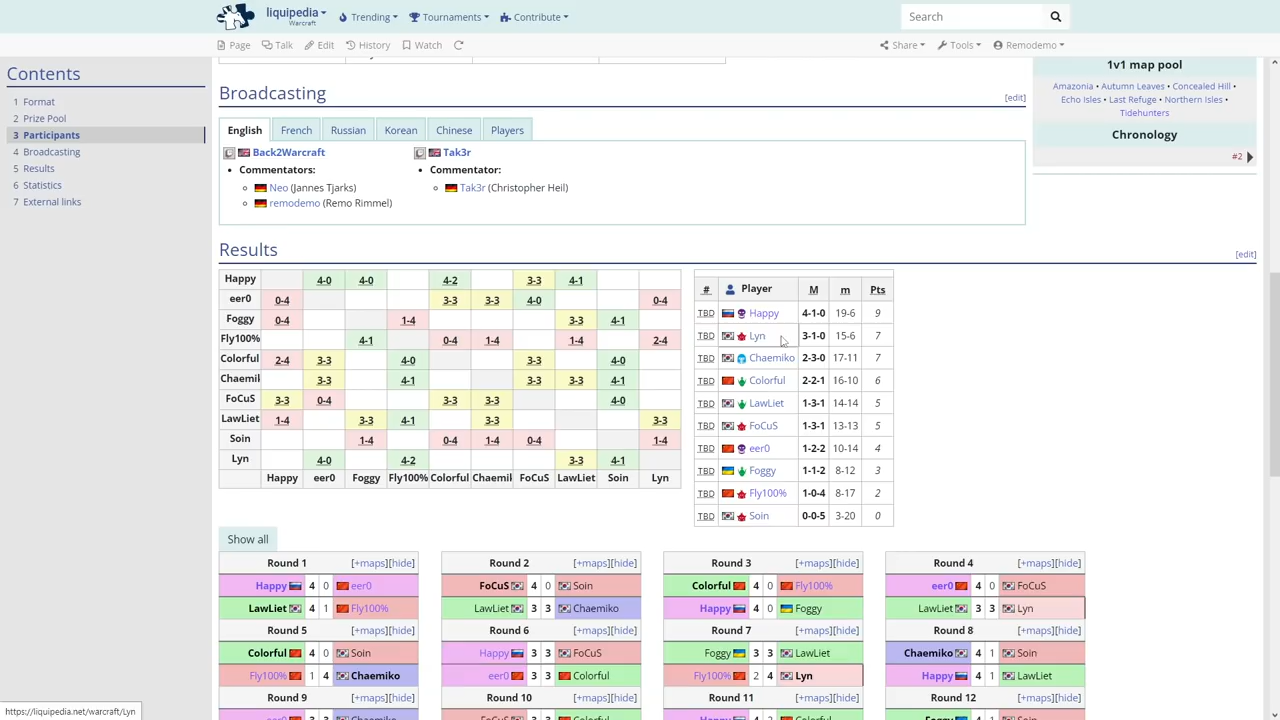 liquipedia
Warcraft
Trending
Tournaments
Contribute
Search
Page
Talk
Edit
History
Watch
Share
Tools
Remodemo
Contents
1 Format
2 Prize Pool
3 Participants
4 Broadcasting
5 Results
6 Statistics
7 External links
Broadcasting
[edit]
English French Russian Korean Chinese Players
Back2Warcraft
Commentators:
Neo (Jannes Tjarks)
remodemo (Remo Rimmel)
Tak3r
Commentator:
Tak3r (Christopher Heil)
1v1 map pool
Amazonia • Autumn Leaves • Concealed Hill •
Echo Isles • Last Refuge • Northern Isles •
Tidehunters
Chronology
#2
Results
[edit]
Happy 4-0 4-0 4-2 3-3 4-1
eer0 0-4 3-3 3-3 4-0 0-4
Foggy 0-4 1-4 3-3 4-1
Fly100% 4-1 0-4 1-4 1-4 2-4
Colorful 2-4 3-3 4-0 3-3 4-0
Chaemil 3-3 4-1 3-3 3-3 4-1
FoCuS 3-3 0-4 3-3 3-3 4-0
LawLiet 1-4 3-3 4-1 3-3 3-3
Soin 1-4 0-4 1-4 0-4 1-4
Lyn 4-0 4-2 3-3 4-1
Happy eer0 Foggy Fly100% Colorful Chaemil FoCuS LawLiet Soin Lyn
# Player M m Pts
TBD Happy 4-1-0 19-6 9
TBD Lyn 3-1-0 15-6 7
TBD Chaemiko 2-3-0 17-11 7
TBD Colorful 2-2-1 16-10 6
TBD LawLiet 1-3-1 14-14 5
TBD FoCuS 1-3-1 13-13 5
TBD eer0 1-2-2 10-14 4
TBD Foggy 1-1-2 8-12 3
TBD Fly100% 1-0-4 8-17 2
TBD Soin 0-0-5 3-20 0
Show all
Round 1 [+maps][hide]
Happy 4 0 eer0
LawLiet 4 1 Fly100%
Round 2 [+maps][hide]
FoCuS 4 0 Soin
LawLiet 3 3 Chaemiko
Round 3 [+maps][hide]
Colorful 4 0 Fly100%
Happy 4 0 Foggy
Round 4 [+maps][hide]
eer0 4 0 FoCuS
LawLiet 3 3 Lyn
Round 5 [+maps][hide]
Colorful 4 0 Soin
Fly100% 1 4 Chaemiko
Round 6 [+maps][hide]
Happy 3 3 FoCuS
eer0 3 3 Colorful
Round 7 [+maps][hide]
Foggy 3 3 LawLiet
Fly100% 2 4 Lyn
Round 8 [+maps][hide]
Chaemiko 4 1 Soin
Happy 4 1 LawLiet
Round 9 [+maps][hide]
eer0 3 3 Chaemiko
Round 10 [+maps][hide]
FoCuS 3 3 Colorful
Round 11 [+maps][hide]
Happy 4 2 Colorful
Round 12 [+maps][hide]
Foggy 4 1 Soin
https://liquipedia.net/warcraft/Lyn